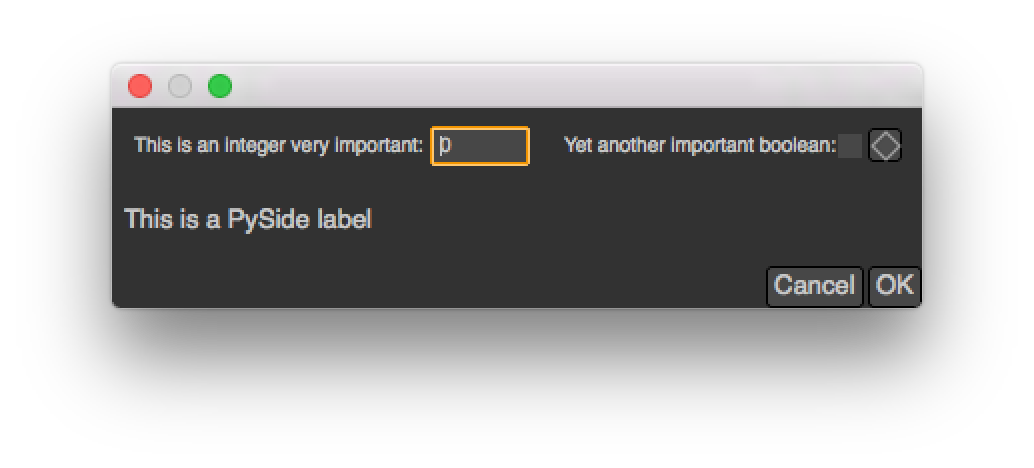 This is an integer very important: 0 Yet another important boolean:
This is a PySide label
Cancel OK